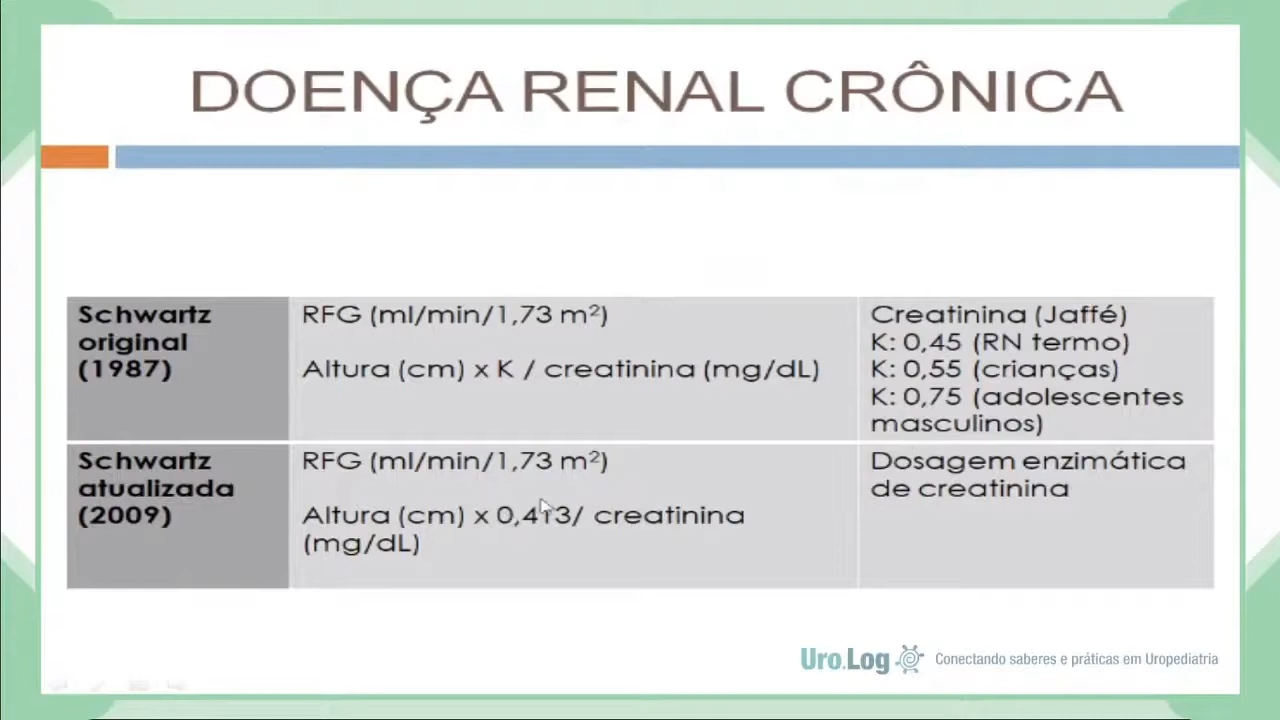 DOENÇA RENAL CRÔNICA
Schwartz
original
(1987)
RFG (ml/min/1,73 m²)
Altura (cm) x K / creatinina (mg/dL)
Creatinina (Jaffé)
K: 0,45 (RN termo)
K: 0,55 (crianças)
K: 0,75 (adolescentes
masculinos)
Schwartz
atualizada
(2009)
RFG (ml/min/1,73 m²)
Altura (cm) x 0,413/ creatinina
(mg/dL)
Dosagem enzimática
de creatinina
Uro.Log
Conectando saberes e práticas em Uropediatria